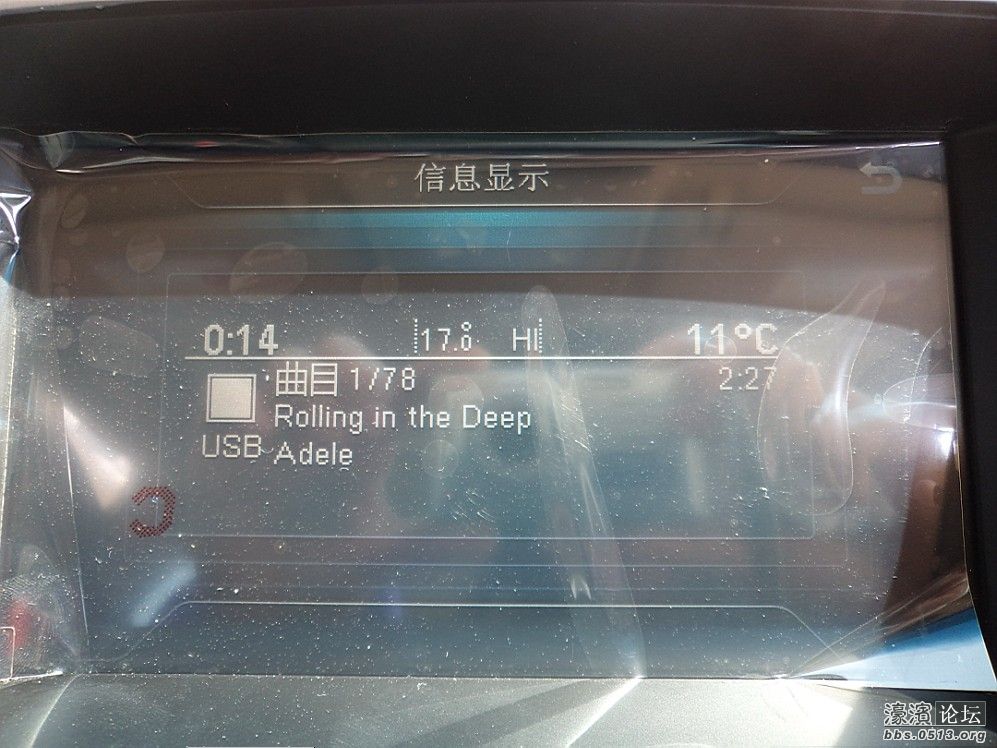 信息显示
0:14 17.8 HI 11°C
曲目 1/78 2:27
Rolling in the Deep
USB Adele
濠滨论坛
bbs.0513.org